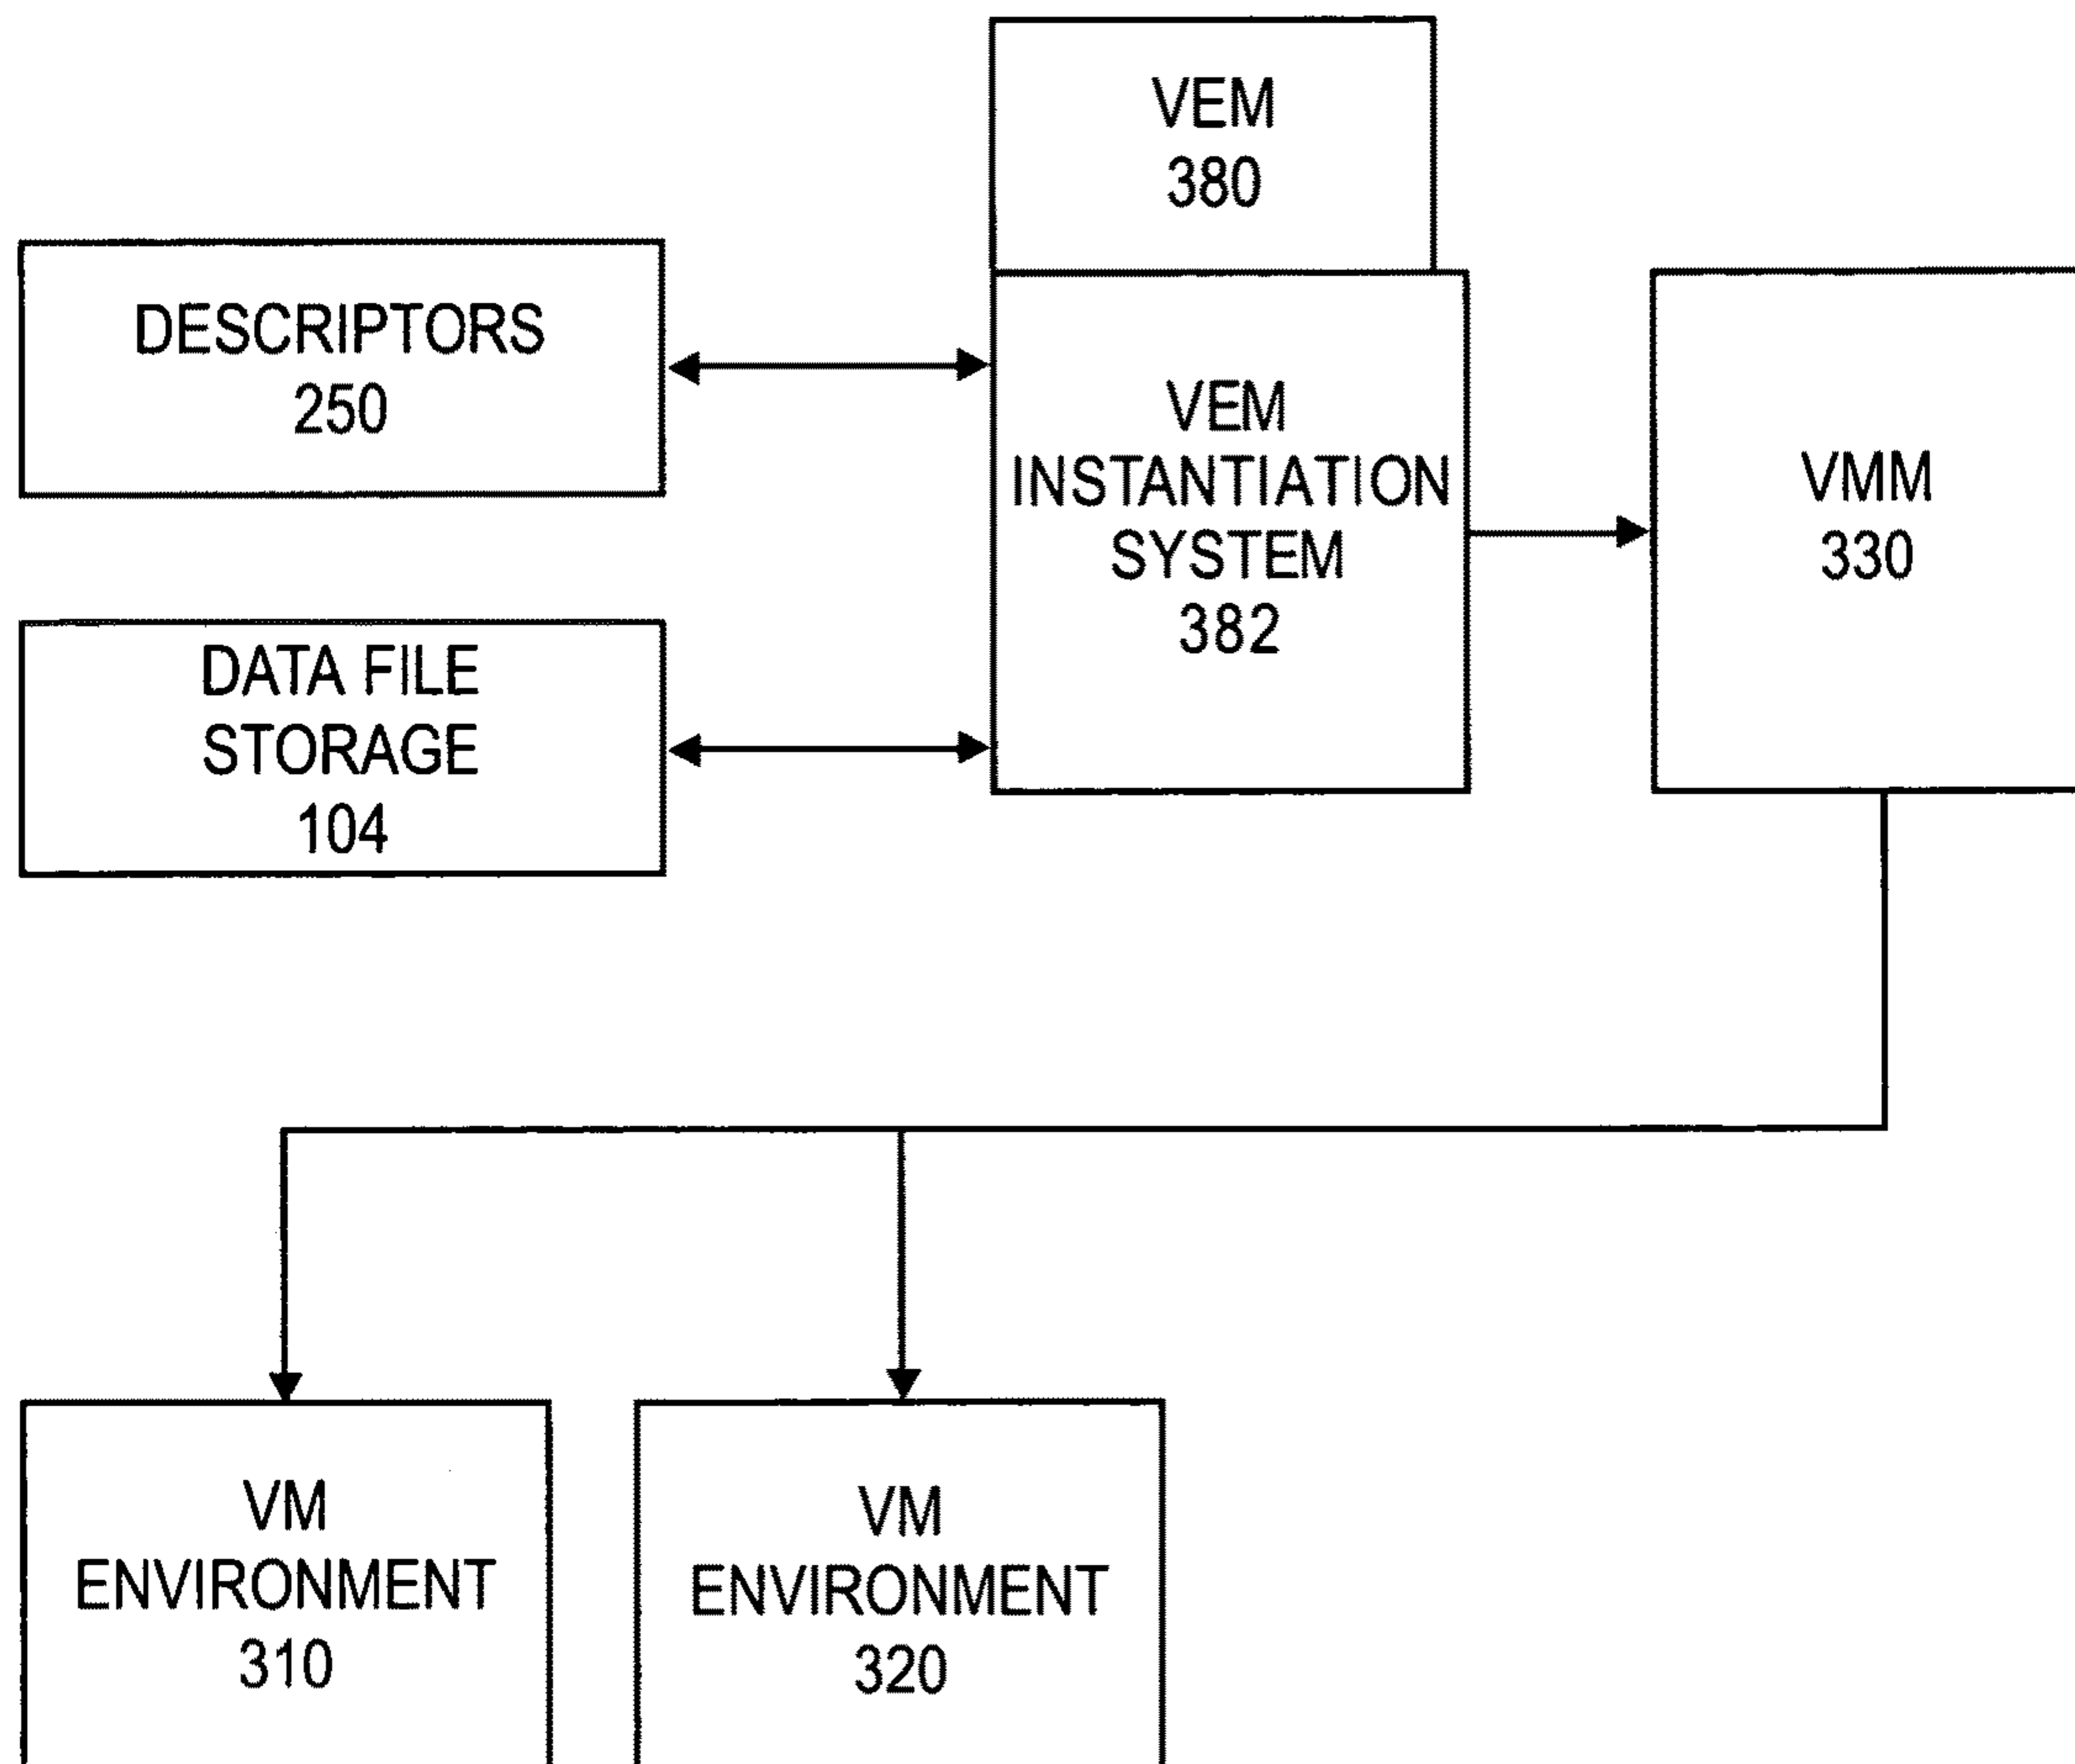 VEM
380
DESCRIPTORS
250
VEM
INSTANTIATION
SYSTEM
382
VMM
330
DATA FILE
STORAGE
104
VM
ENVIRONMENT
310
VM
ENVIRONMENT
320